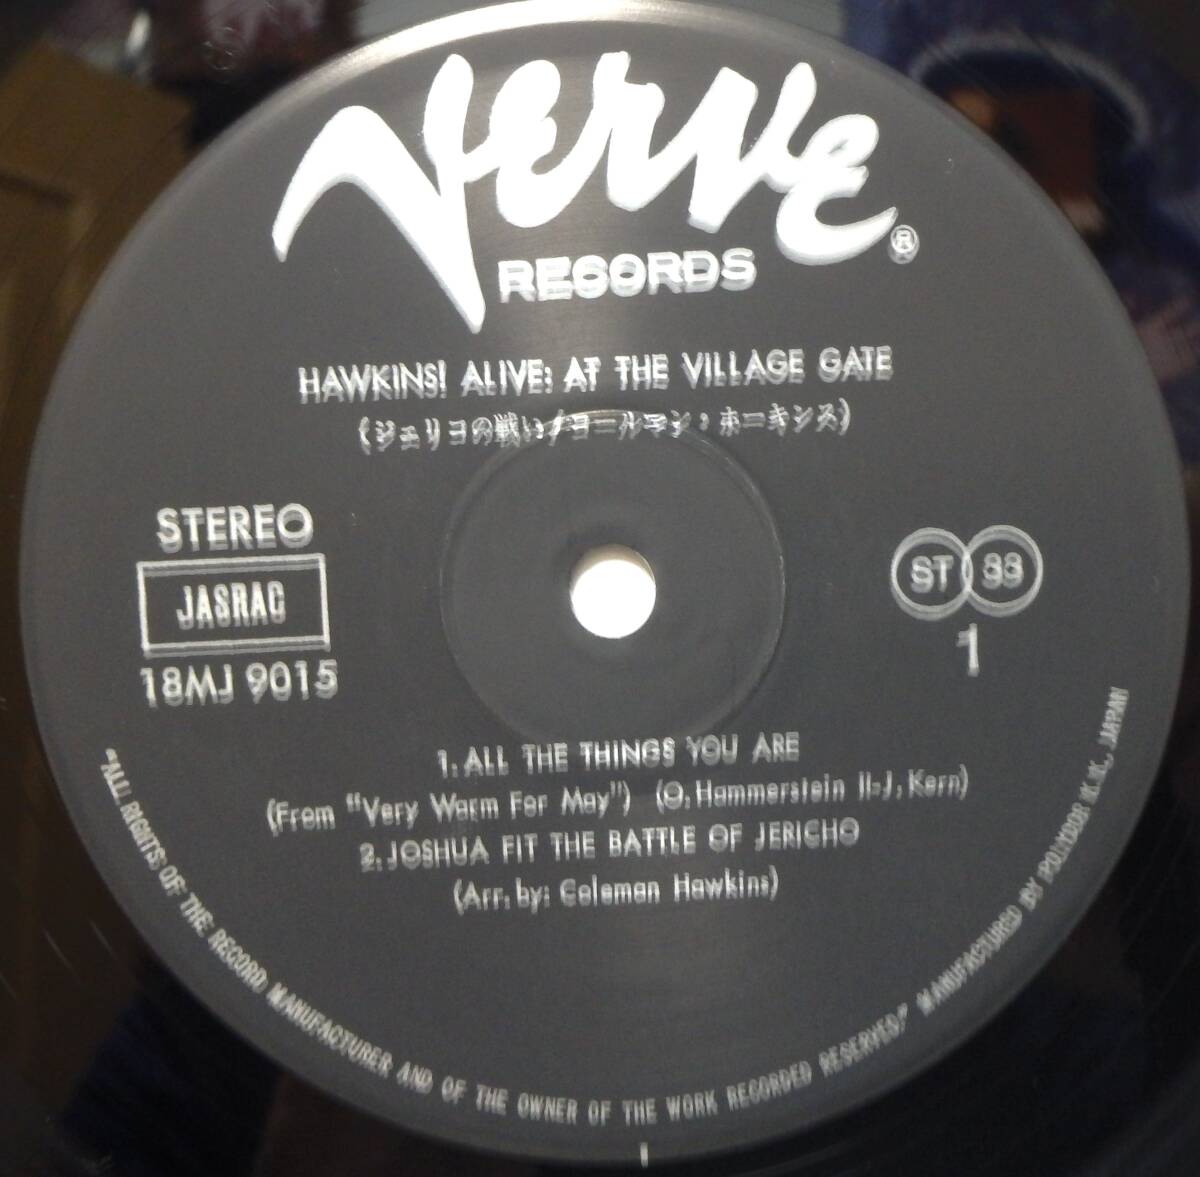 Verve ®
RECORDS
HAWKINS! ALIVE: AT THE VILLAGE GATE
(ジェリコの戦い/コールマン・ホーキンス)
STEREO
JASRAC
18MJ 9015
ST 33
1
1. ALL THE THINGS YOU ARE
(From "Very Warm For May") (O. Hammerstein II-J. Kern)
2. JOSHUA FIT THE BATTLE OF JERICHO
(Arr. by: Coleman Hawkins)
"ALL RIGHTS OF THE RECORD MANUFACTURER AND OF THE OWNER OF THE WORK RECORDED RESERVED." MANUFACTURED BY POLYDOR K.K., JAPAN